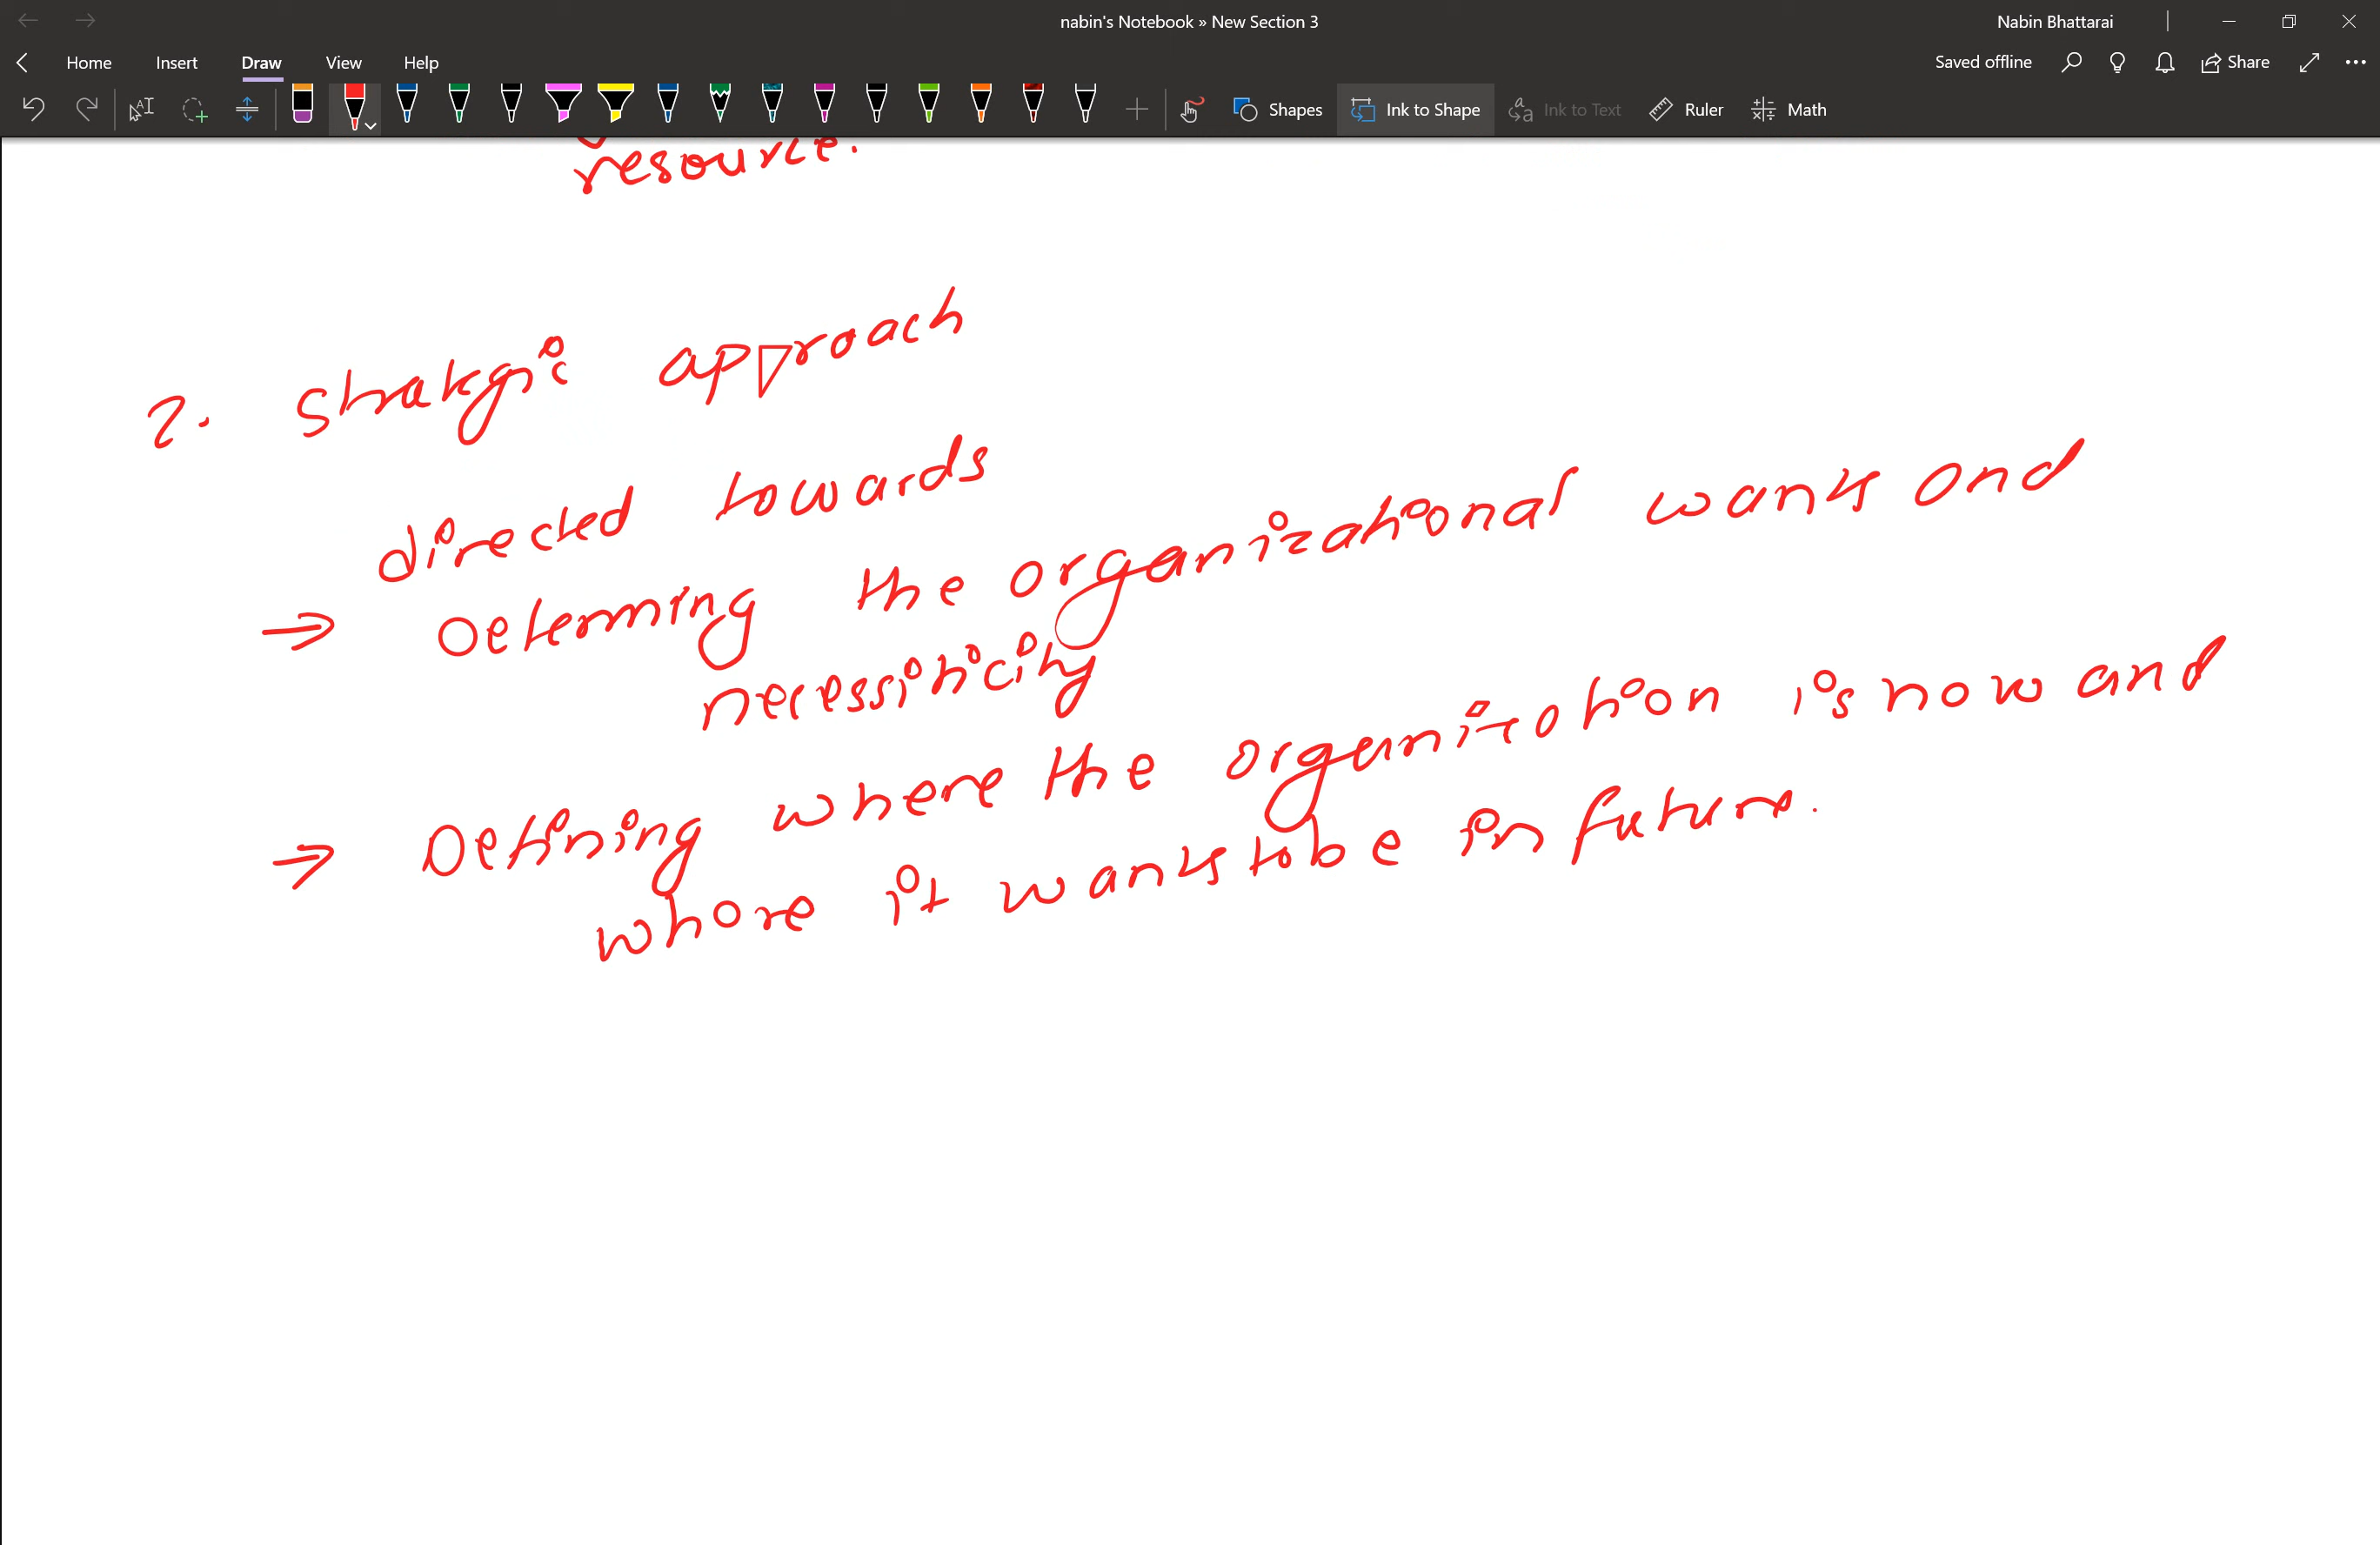 nabin's Notebook » New Section 3
Nabin Bhattarai
Home Insert Draw View Help
Saved offline Share
Shapes Ink to Shape Ink to Text Ruler Math
resource.
2. Strategic approach
directed towards
⇒ Determing the organizational wants and
⇒ Defining where the organization is now and
where it wants to be in future.